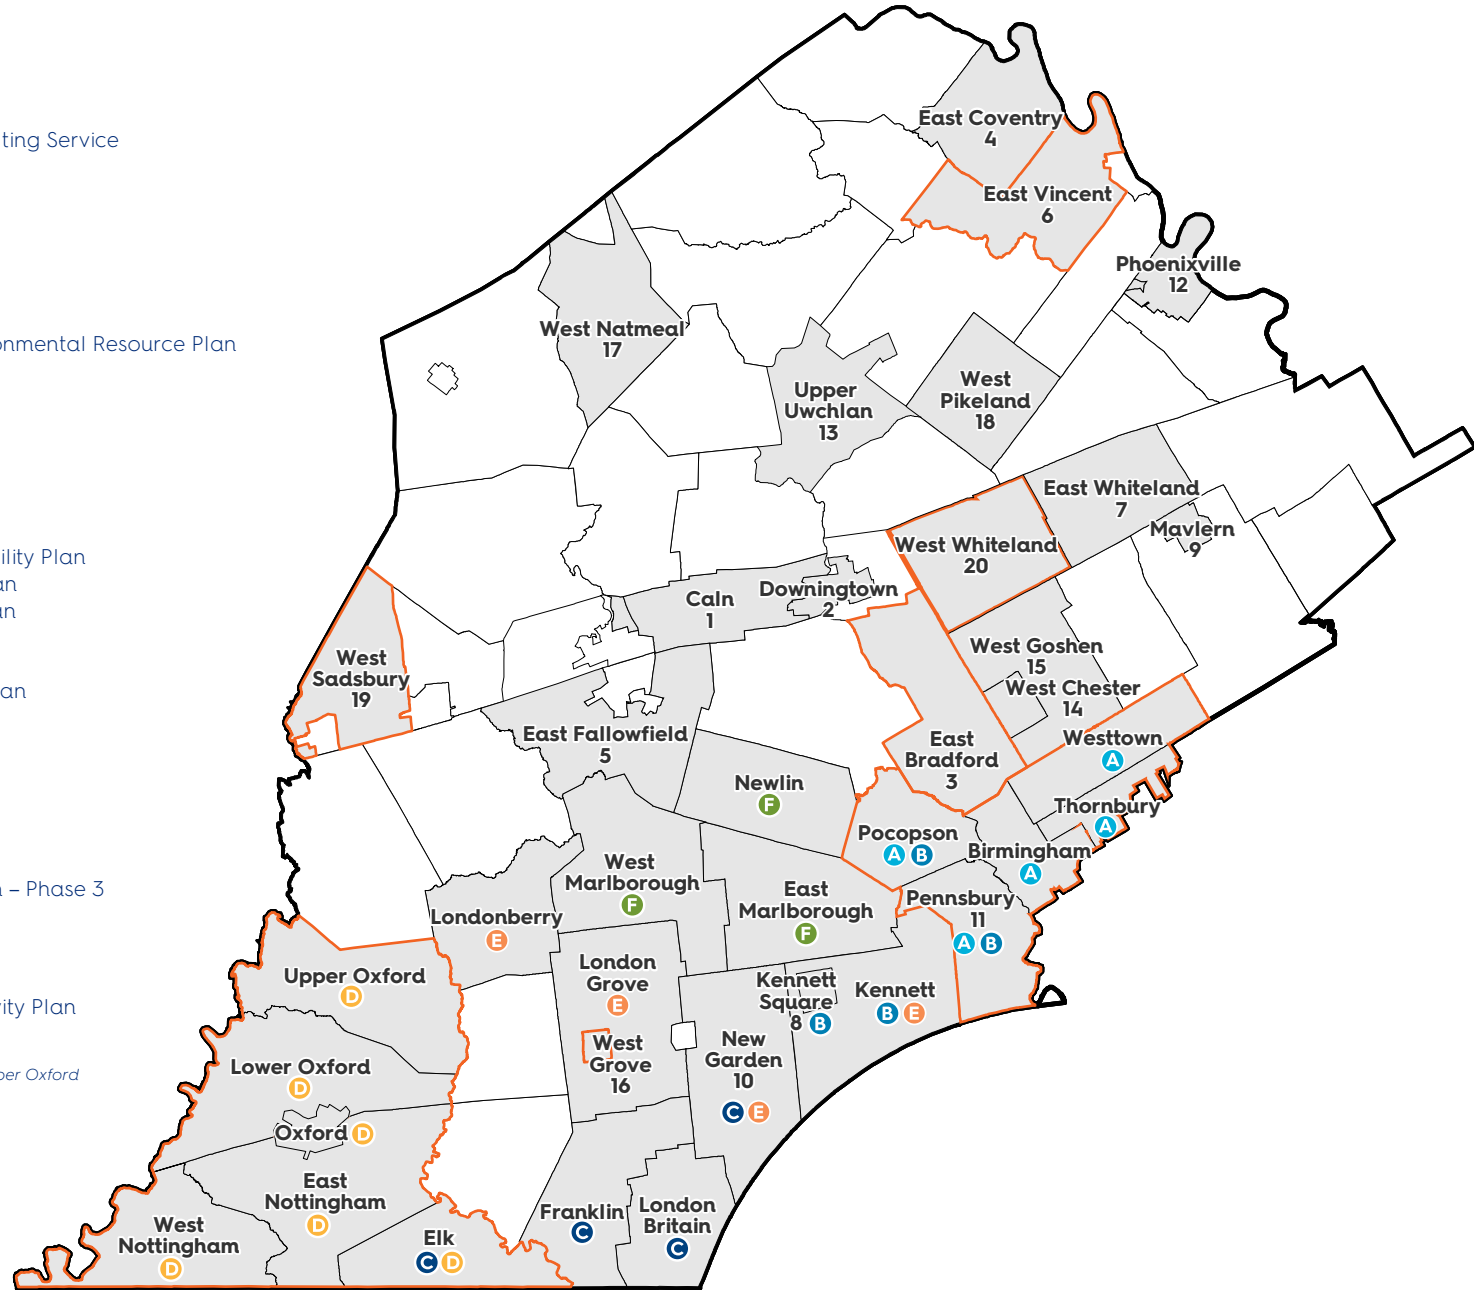 ting Service
onmental Resource Plan
ility Plan
an
an
an
– Phase 3
ity Plan
per Oxford
East Coventry
4
East Vincent
6
Phoenixville
12
West Natmeal
17
Upper
Uwchlan
13
West
Pikeland
18
East Whiteland
7
Mavlern
9
West Whiteland
20
Caln
1
Downingtown
2
West
Sadsbury
19
West Goshen
15
West Chester
14
East Fallowfield
5
East
Bradford
3
Westtown
A
Newlin
F
Thornbury
A
Pocopson
A B
Birmingham
A
West
Marlborough
F
East
Marlborough
F
Pennsbury
11
A B
Londonberry
E
London
Grove
E
Kennett
Square
8 B
Kennett
B E
Upper Oxford
D
West
Grove
16
New
Garden
10
C E
Lower Oxford
D
Oxford D
East
Nottingham
D
West
Nottingham
D
Elk
C D
Franklin
C
London
Britain
C